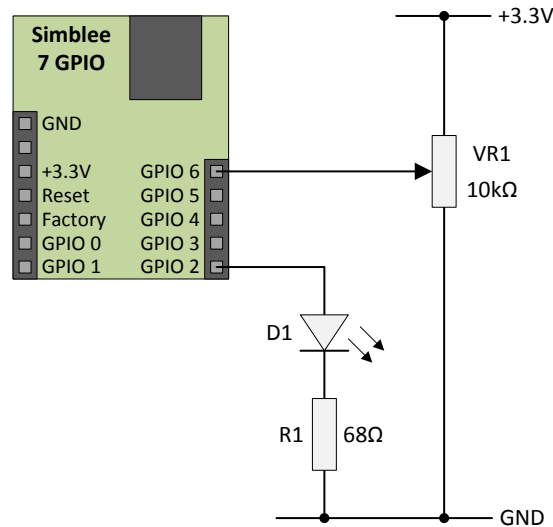 Simblee
7 GPIO
GND
+3.3V
Reset
Factory
GPIO 0
GPIO 1
GPIO 6
GPIO 5
GPIO 4
GPIO 3
GPIO 2
+3.3V
VR1
10kΩ
D1
R1
68Ω
GND